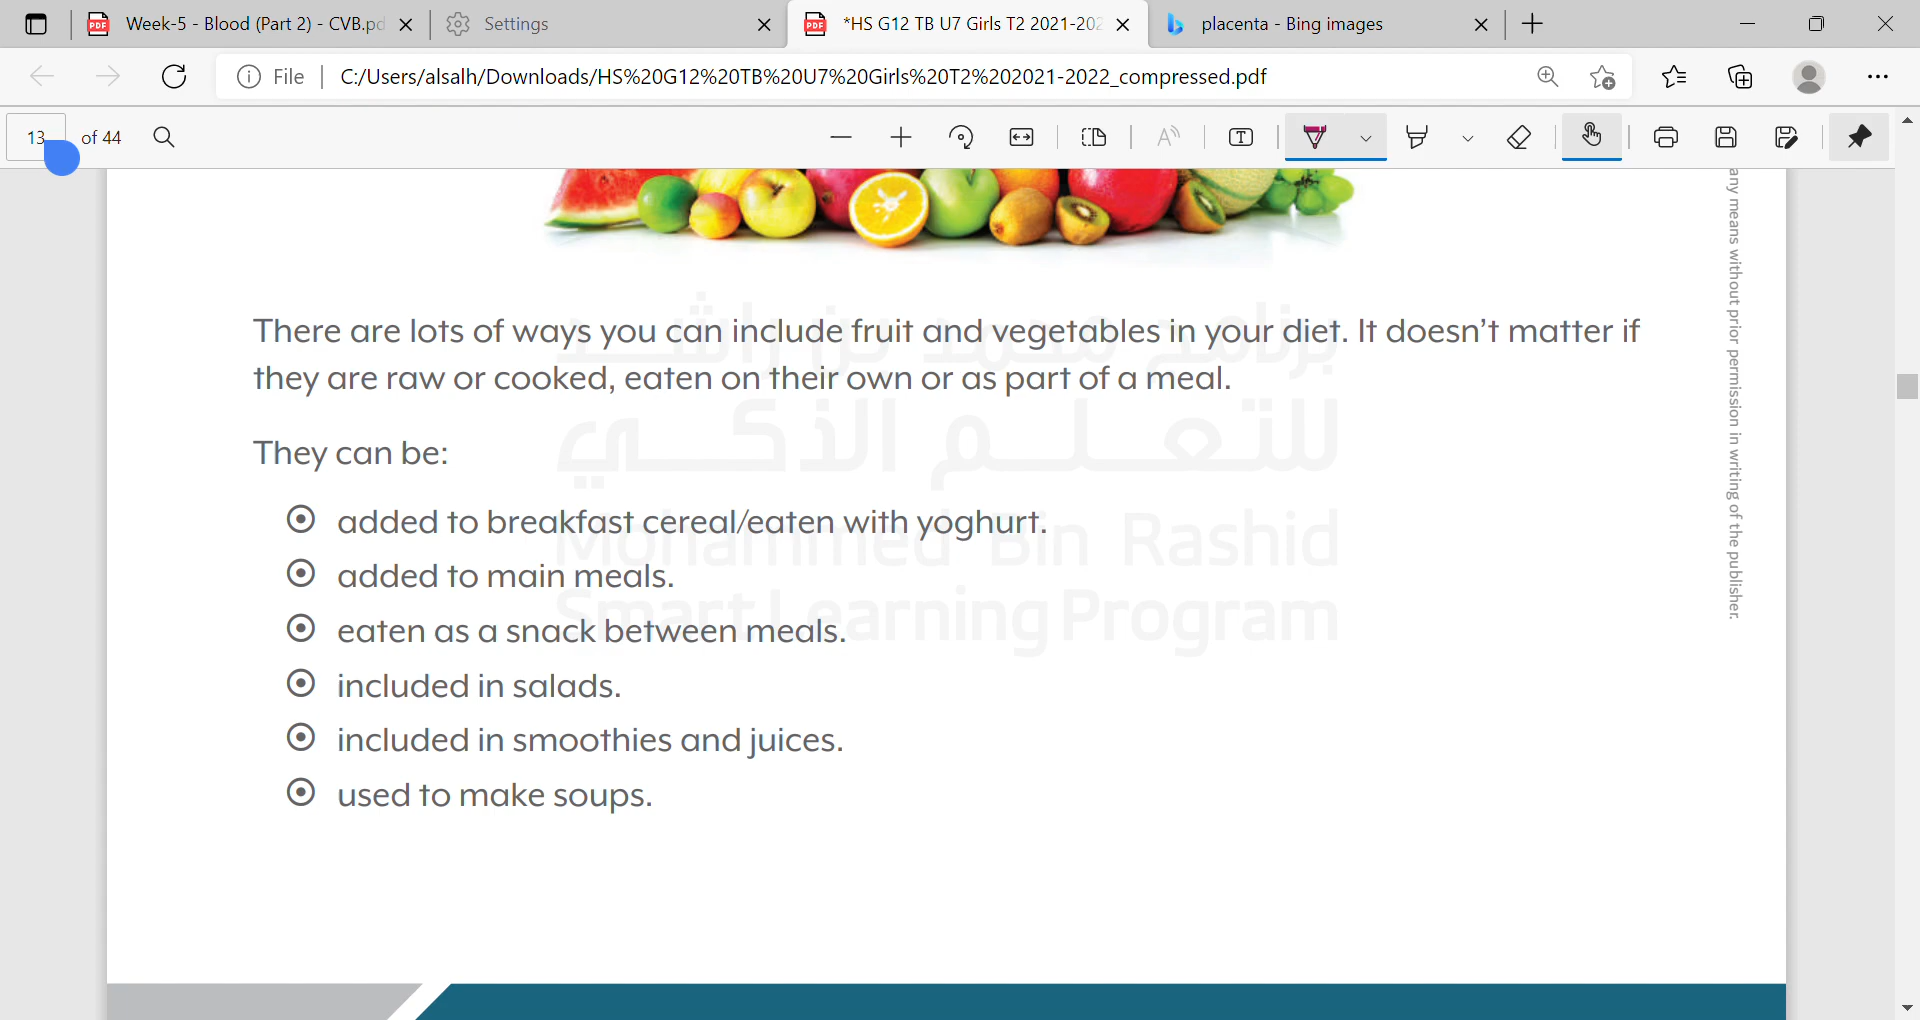 Week-5 - Blood (Part 2) - CVB.pd
Settings
*HS G12 TB U7 Girls T2 2021-202
placenta - Bing images
File
C:/Users/alsalh/Downloads/HS%20G12%20TB%20U7%20Girls%20T2%202021-2022_compressed.pdf
13 of 44
any means without prior permission in writing of the publisher.
There are lots of ways you can include fruit and vegetables in your diet. It doesn’t matter if
they are raw or cooked, eaten on their own or as part of a meal.
They can be:
added to breakfast cereal/eaten with yoghurt.
added to main meals.
eaten as a snack between meals.
included in salads.
included in smoothies and juices.
used to make soups.
برنامج محمد بن راشد
للتعلم الذكي
Mohammed Bin Rashid
Smart Learning Program